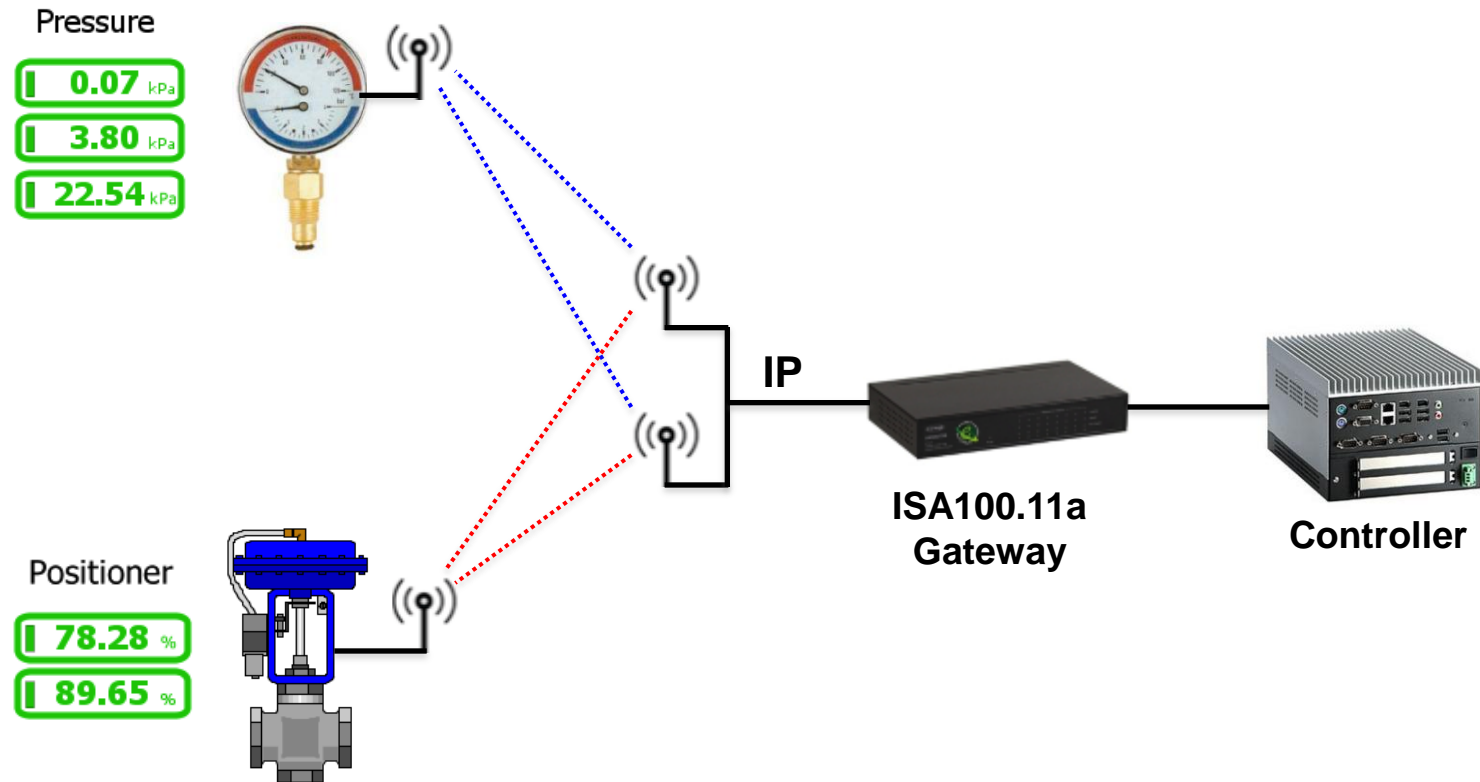 Pressure
0.07 kPa
3.80 kPa
22.54 kPa
IP
ISA100.11a
Gateway
Controller
Positioner
78.28 %
89.65 %